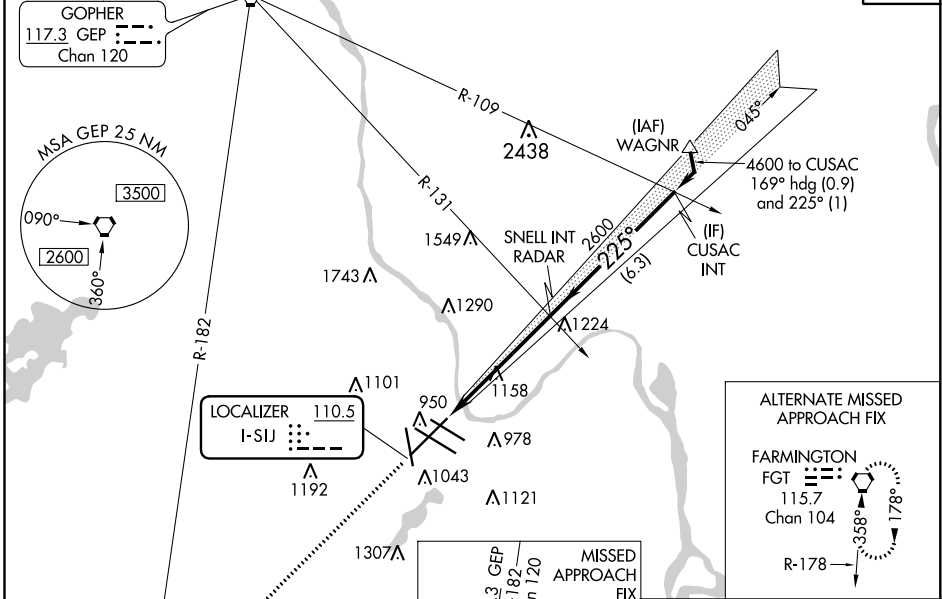 GOPHER
117.3 GEP
Chan 120
MSA GEP 25 NM
3500
090°
2600
360°
R-182
R-109
2438
R-131
(IAF)
WAGNR
045°
4600 to CUSAC
169° hdg (0.9)
and 225° (1)
(IF)
CUSAC
INT
2600
225°
(6.3)
SNELL INT
RADAR
1549
1743
1290
1224
1158
1101
950
LOCALIZER 110.5
I-SIJ
978
1192
1043
1121
1307
3 GEP
182
n 120
MISSED
APPROACH
FIX
ALTERNATE MISSED
APPROACH FIX
FARMINGTON
FGT
115.7
Chan 104
358°
178°
R-178